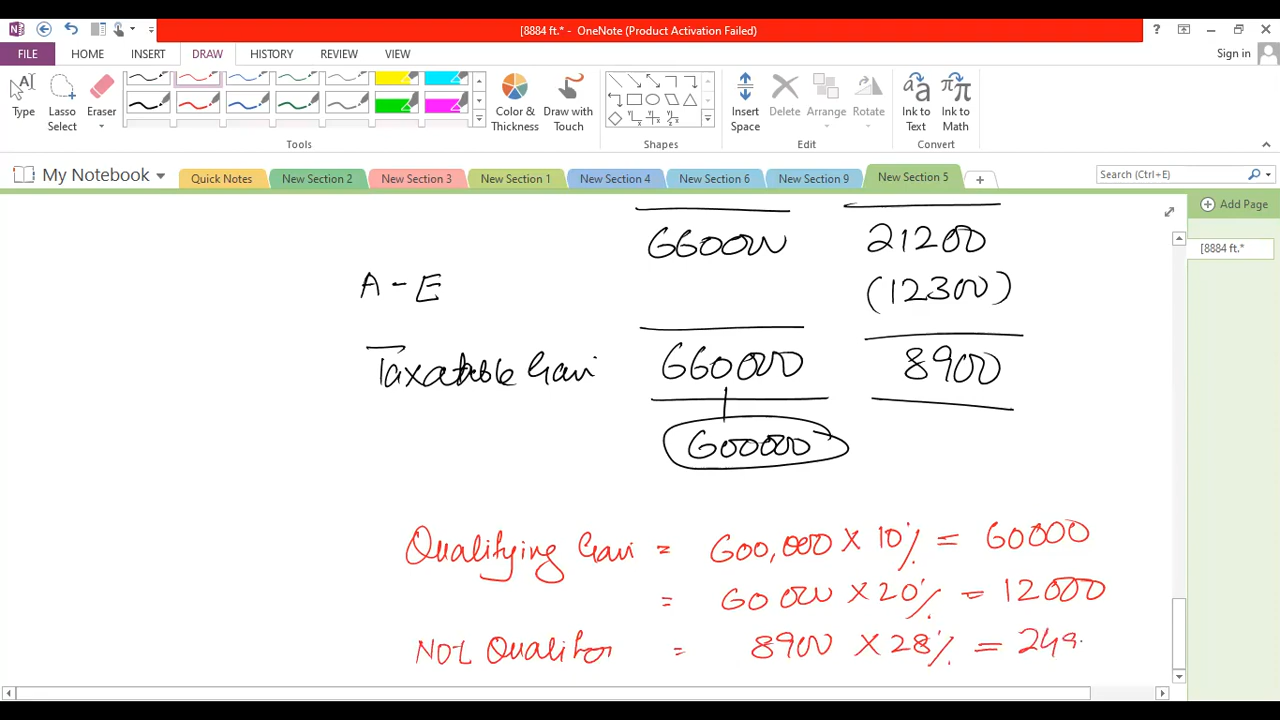 [8884 ft.* - OneNote (Product Activation Failed)
?
FILE HOME INSERT DRAW HISTORY REVIEW VIEW Sign in
Type Lasso Select Eraser Color & Thickness Draw with Touch Insert Space Delete Arrange Rotate Ink to Text Ink to Math
Tools Shapes Edit Convert
My Notebook Quick Notes New Section 2 New Section 3 New Section 1 New Section 4 New Section 6 New Section 9 New Section 5 Search (Ctrl+E)
Add Page
[8884 ft.*
660000 21200
A - E (12300)
Taxatable Gain 660000 8900
600000
Qualifying Gain = 600,000 X 10% = 60000
= 60000 X 20% = 12000
Not = 8900 X 28% = 249